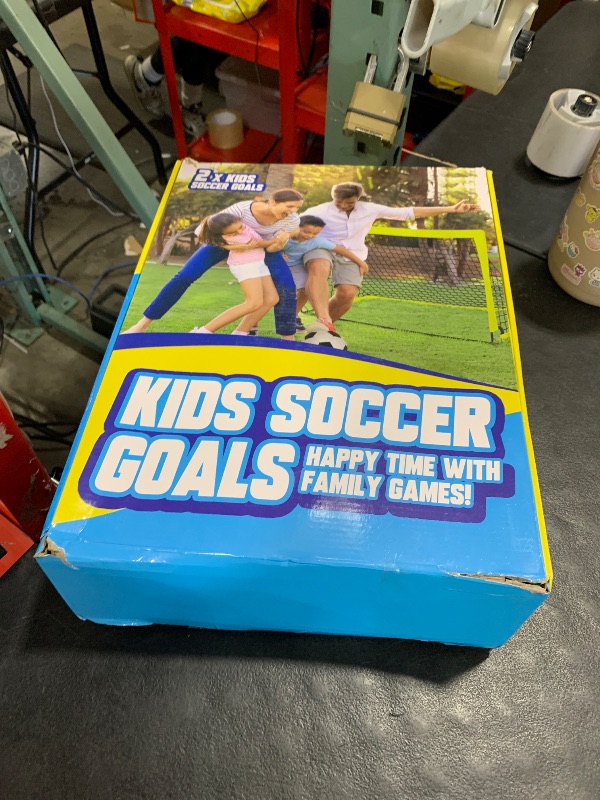 2 x KIDS
SOCCER GOALS
KIDS SOCCER
GOALS
HAPPY TIME WITH
FAMILY GAMES!